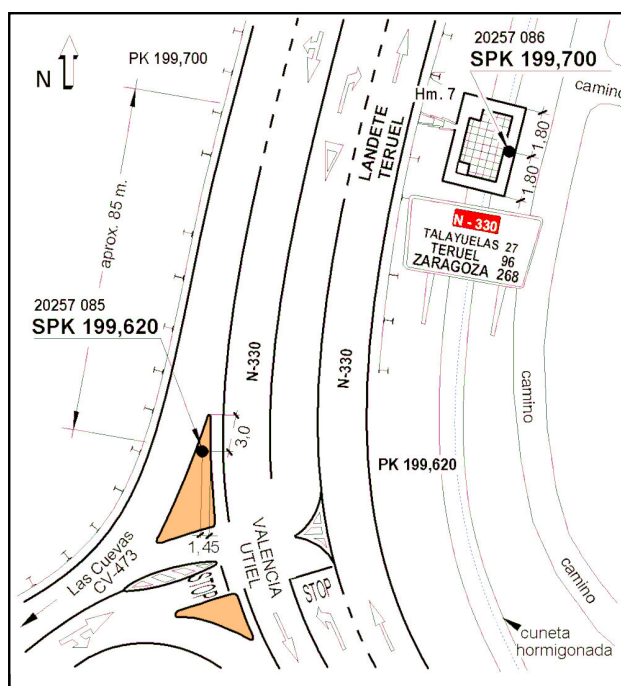 20257 086
SPK 199,700
PK 199,700
N
Hm. 7
camino
1,80
1,80
LANDETE
TERUEL
N - 330
TALAYUELAS 27
TERUEL 96
ZARAGOZA 268
aprox. 85 m.
20257 085
SPK 199,620
N-330
N-330
camino
3,0
PK 199,620
1,45
VALENCIA
UTIEL
Las Cuevas
CV-473
STOP
STOP
camino
cuneta
hormigonada